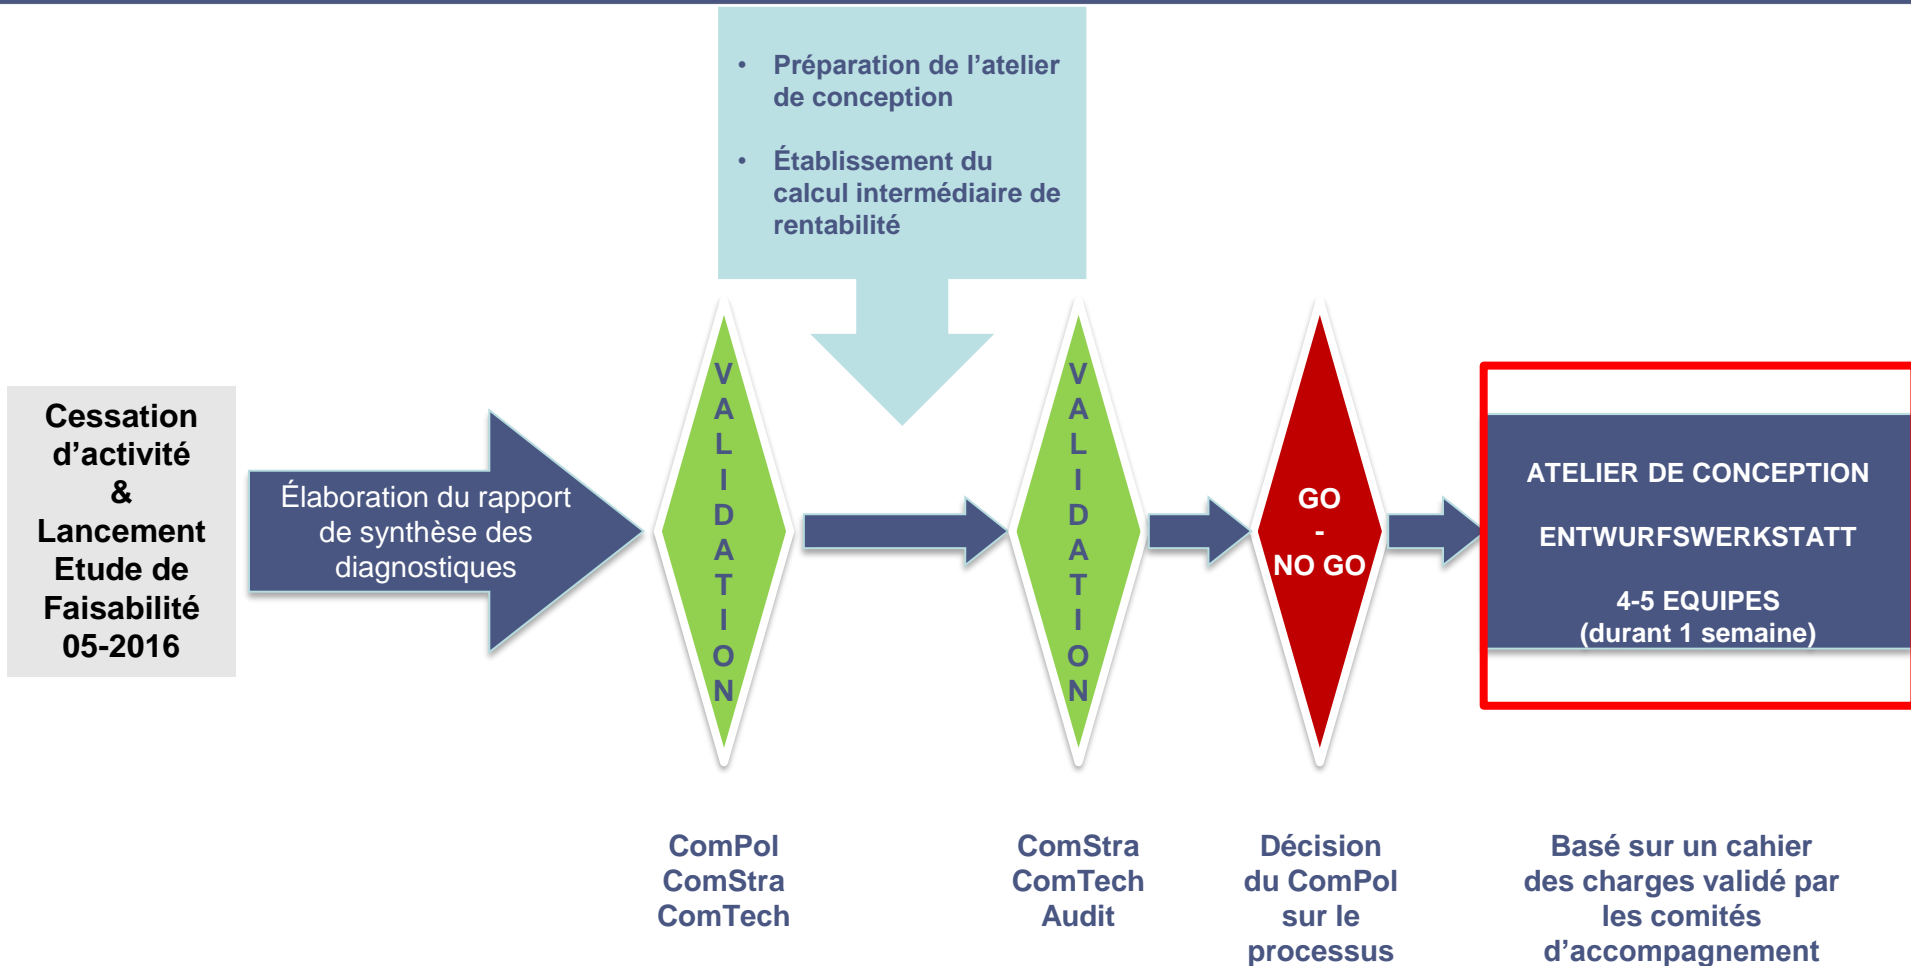 • Préparation de l’atelier
de conception
• Établissement du
calcul intermédiaire de
rentabilité
Cessation
d’activité
&
Lancement
Etude de
Faisabilité
05-2016
Élaboration du rapport
de synthèse des
diagnostiques
VALIDATION
VALIDATION
GO
-
NO GO
ATELIER DE CONCEPTION
ENTWURFSWERKSTATT
4-5 EQUIPES
(durant 1 semaine)
ComPol
ComStra
ComTech
ComStra
ComTech
Audit
Décision
du ComPol
sur le
processus
Basé sur un cahier
des charges validé par
les comités
d’accompagnement